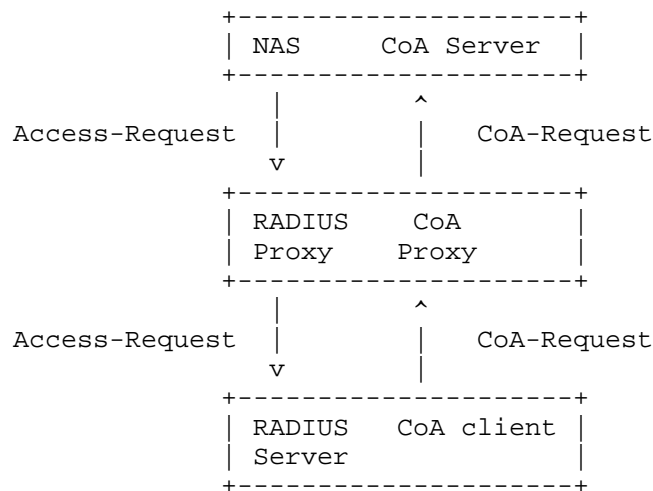 +---------------------+
| NAS     CoA Server  |
+---------------------+
|         ^
Access-Request  |         |   CoA-Request
v         |
+---------------------+
| RADIUS    CoA       |
| Proxy    Proxy      |
+---------------------+
|         ^
Access-Request  |         |   CoA-Request
v         |
+---------------------+
| RADIUS   CoA client |
| Server              |
+---------------------+